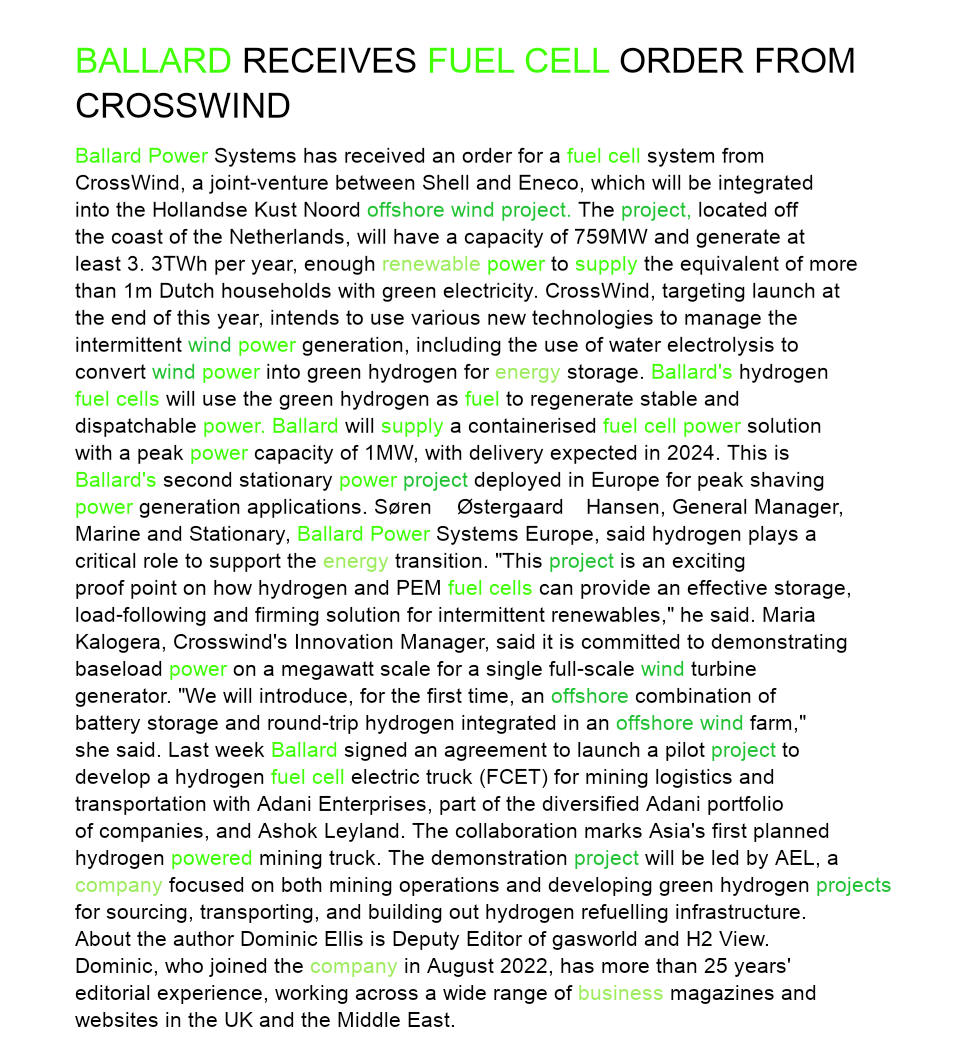 BALLARD RECEIVES FUEL CELL ORDER FROM
CROSSWIND
Ballard Power Systems has received an order for a fuel cell system from
CrossWind, a joint-venture between Shell and Eneco, which will be integrated
into the Hollandse Kust Noord offshore wind project. The project, located off
the coast of the Netherlands, will have a capacity of 759MW and generate at
least 3. 3TWh per year, enough renewable power to supply the equivalent of more
than 1m Dutch households with green electricity. CrossWind, targeting launch at
the end of this year, intends to use various new technologies to manage the
intermittent wind power generation, including the use of water electrolysis to
convert wind power into green hydrogen for energy storage. Ballard's hydrogen
fuel cells will use the green hydrogen as fuel to regenerate stable and
dispatchable power. Ballard will supply a containerised fuel cell power solution
with a peak power capacity of 1MW, with delivery expected in 2024. This is
Ballard's second stationary power project deployed in Europe for peak shaving
power generation applications. Søren Østergaard Hansen, General Manager,
Marine and Stationary, Ballard Power Systems Europe, said hydrogen plays a
critical role to support the energy transition. "This project is an exciting
proof point on how hydrogen and PEM fuel cells can provide an effective storage,
load-following and firming solution for intermittent renewables," he said. Maria
Kalogera, Crosswind's Innovation Manager, said it is committed to demonstrating
baseload power on a megawatt scale for a single full-scale wind turbine
generator. "We will introduce, for the first time, an offshore combination of
battery storage and round-trip hydrogen integrated in an offshore wind farm,"
she said. Last week Ballard signed an agreement to launch a pilot project to
develop a hydrogen fuel cell electric truck (FCET) for mining logistics and
transportation with Adani Enterprises, part of the diversified Adani portfolio
of companies, and Ashok Leyland. The collaboration marks Asia's first planned
hydrogen powered mining truck. The demonstration project will be led by AEL, a
company focused on both mining operations and developing green hydrogen projects
for sourcing, transporting, and building out hydrogen refuelling infrastructure.
About the author Dominic Ellis is Deputy Editor of gasworld and H2 View.
Dominic, who joined the company in August 2022, has more than 25 years'
editorial experience, working across a wide range of business magazines and
websites in the UK and the Middle East.